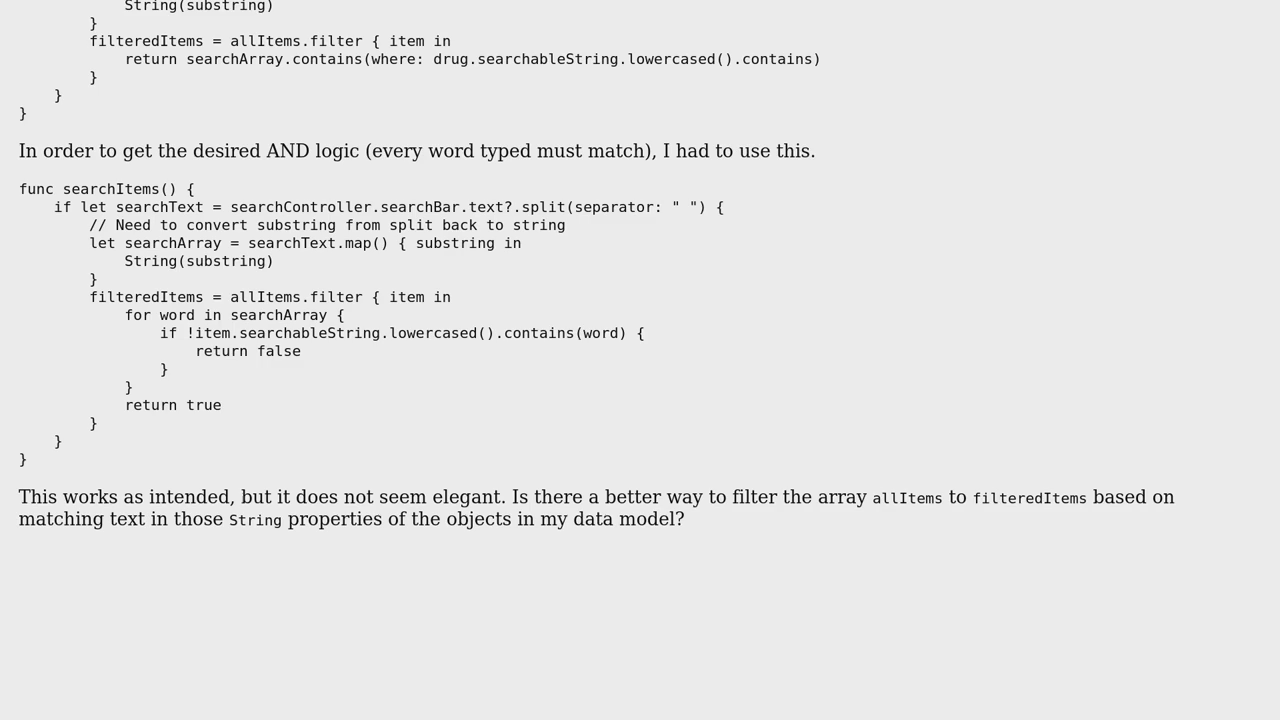 String(substring)
        }
        filteredItems = allItems.filter { item in
            return searchArray.contains(where: drug.searchableString.lowercased().contains)
        }
    }
}
In order to get the desired AND logic (every word typed must match), I had to use this.
func searchItems() {
    if let searchText = searchController.searchBar.text?.split(separator: " ") {
        // Need to convert substring from split back to string
        let searchArray = searchText.map() { substring in
            String(substring)
        }
        filteredItems = allItems.filter { item in
            for word in searchArray {
                if !item.searchableString.lowercased().contains(word) {
                    return false
                }
            }
            return true
        }
    }
}
This works as intended, but it does not seem elegant. Is there a better way to filter the array allItems to filteredItems based on
matching text in those String properties of the objects in my data model?